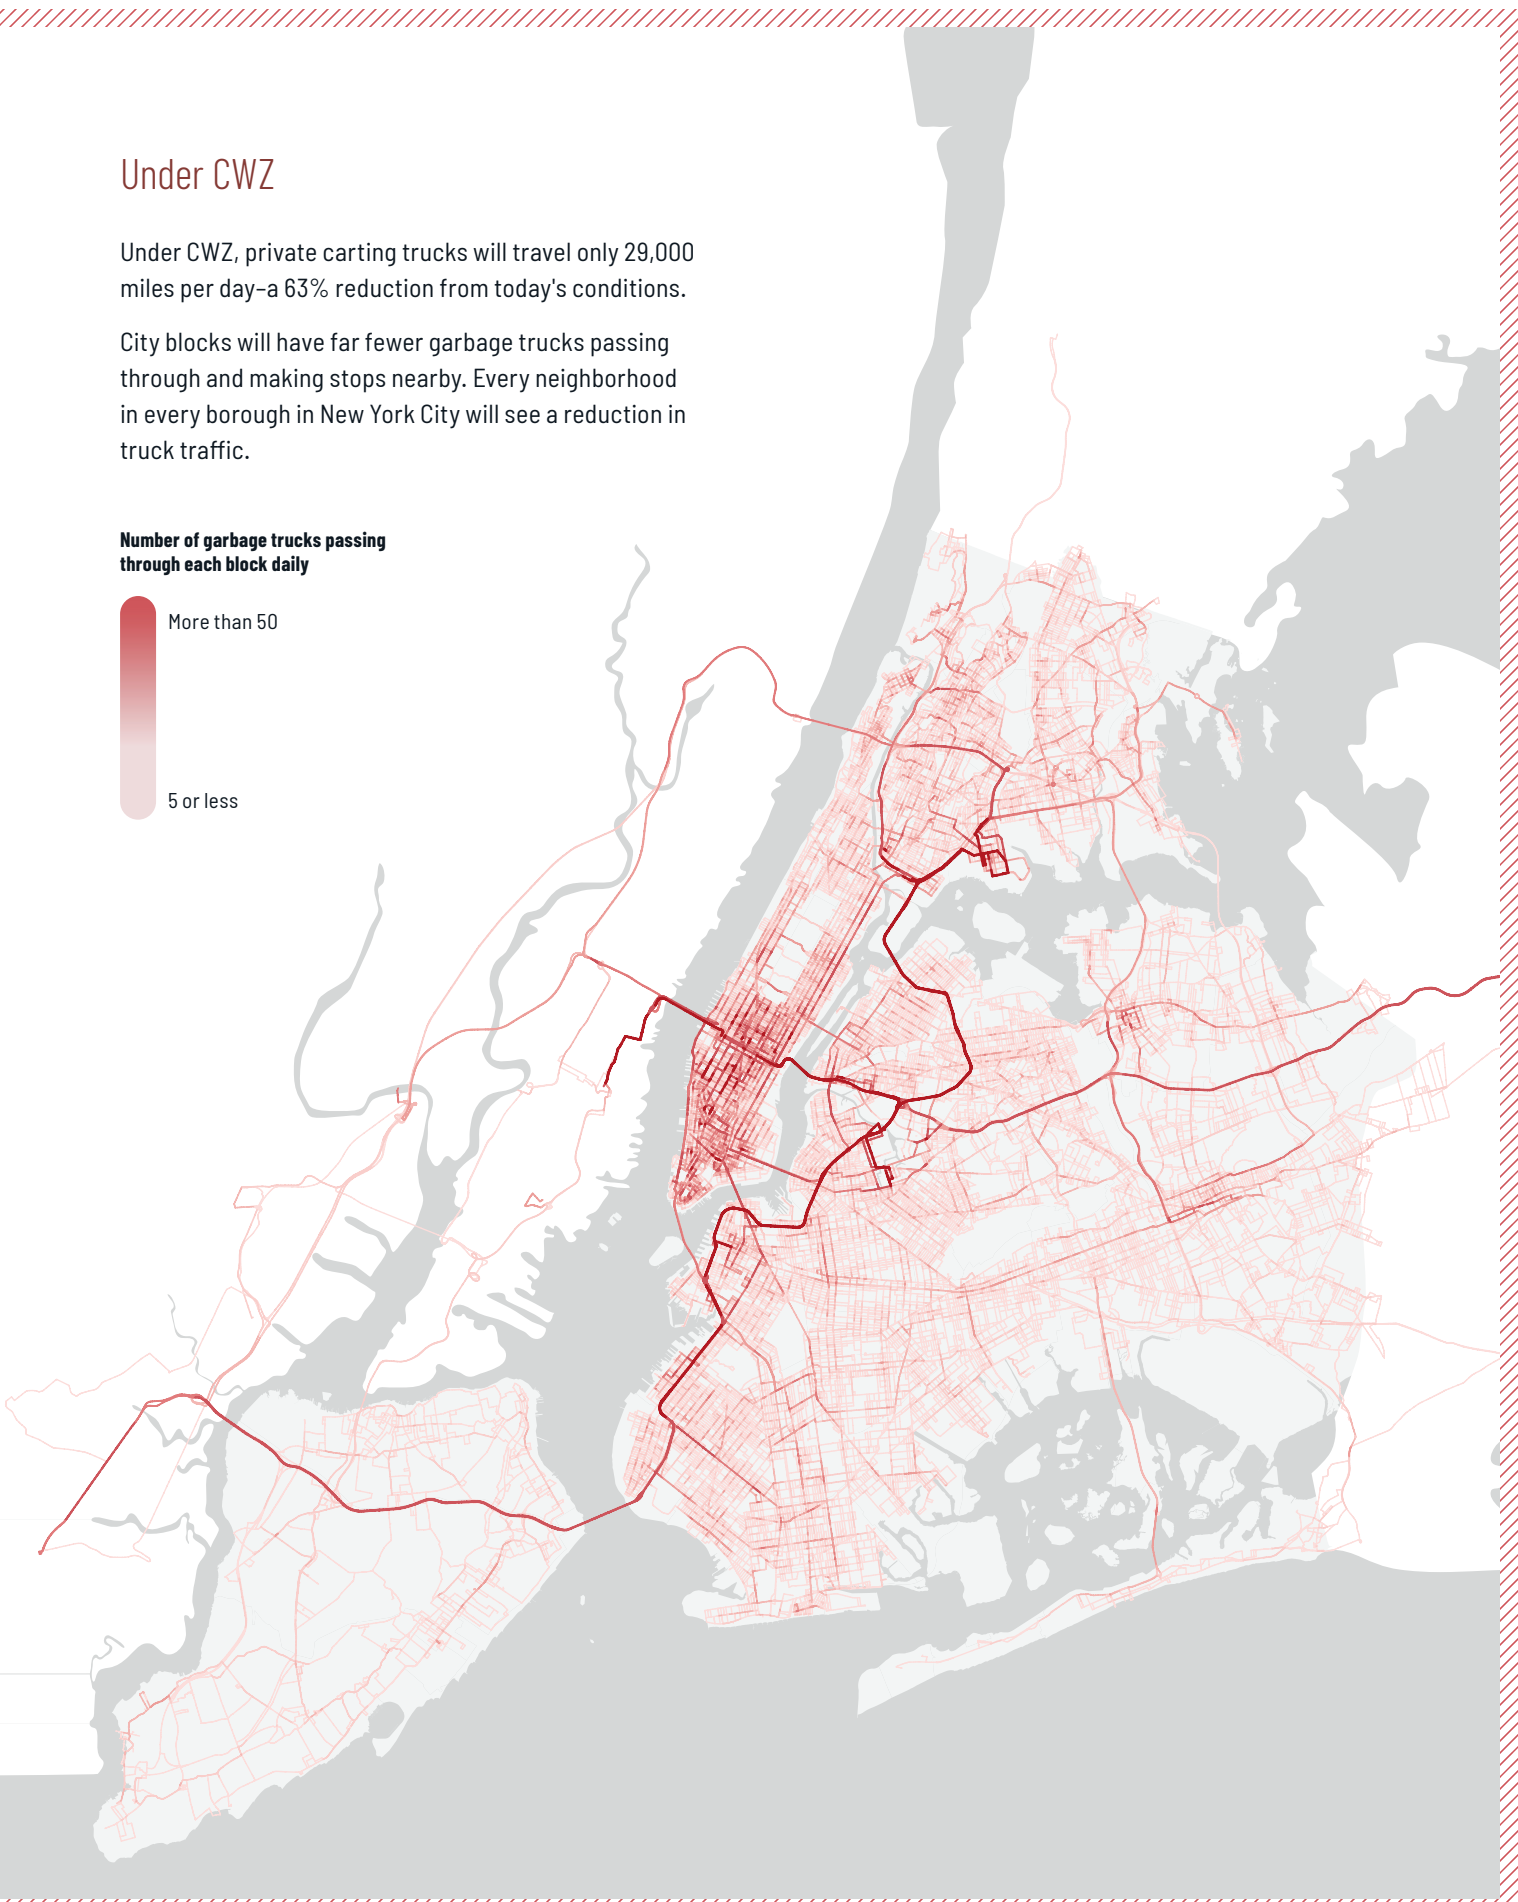 Under CWZ
Under CWZ, private carting trucks will travel only 29,000
miles per day–a 63% reduction from today's conditions.
City blocks will have far fewer garbage trucks passing
through and making stops nearby. Every neighborhood
in every borough in New York City will see a reduction in
truck traffic.
Number of garbage trucks passing
through each block daily
More than 50
5 or less